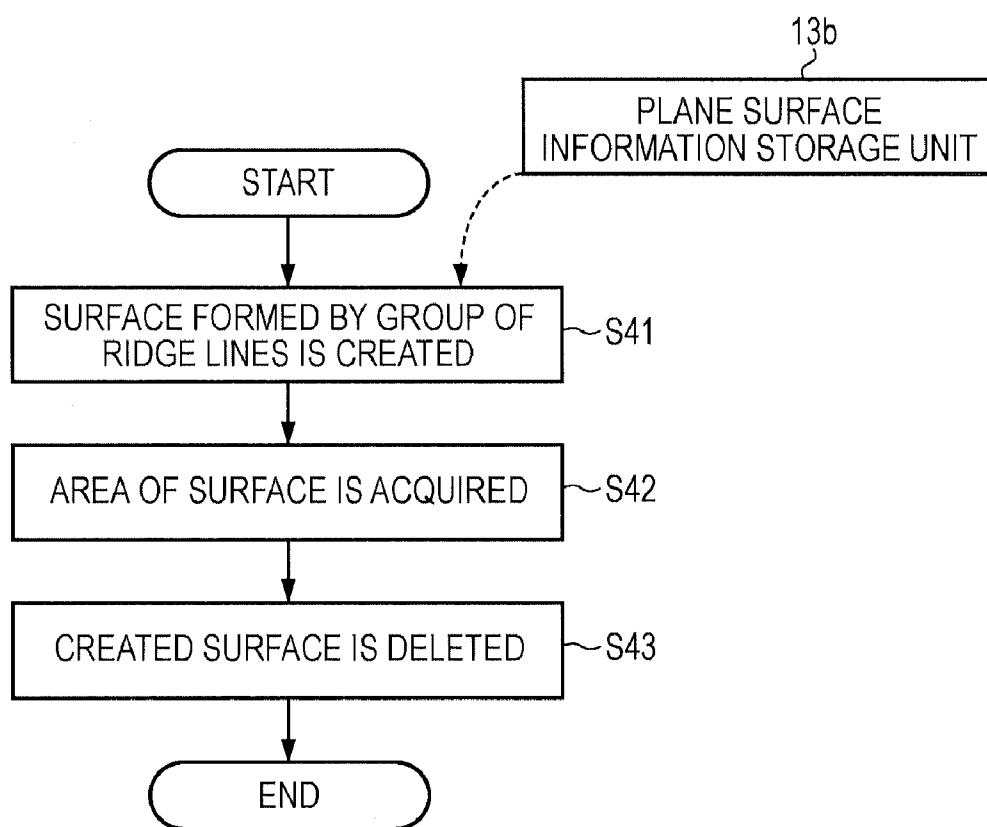 13b
PLANE SURFACE
INFORMATION STORAGE UNIT
START
SURFACE FORMED BY GROUP OF
RIDGE LINES IS CREATED
S41
AREA OF SURFACE IS ACQUIRED
S42
CREATED SURFACE IS DELETED
S43
END